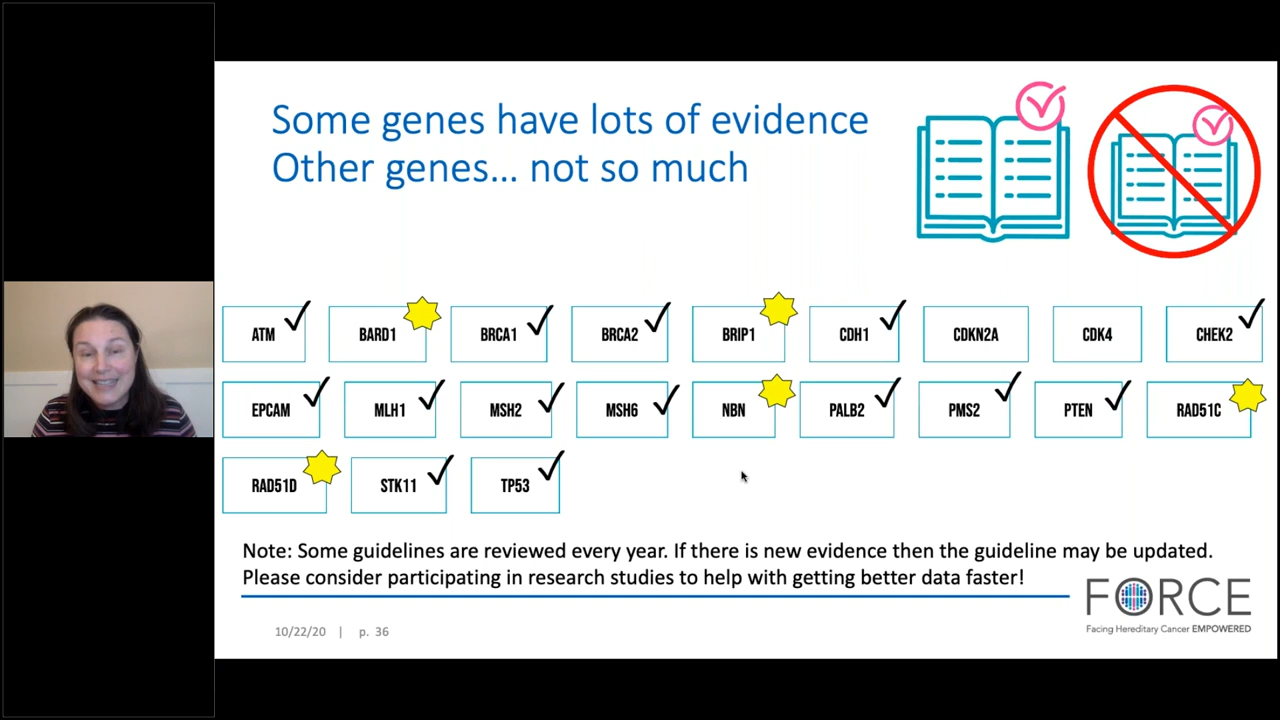 Some genes have lots of evidence
Other genes... not so much
ATM BARD1 BRCA1 BRCA2 BRIP1 CDH1 CDKN2A CDK4 CHEK2
EPCAM MLH1 MSH2 MSH6 NBN PALB2 PMS2 PTEN RAD51C
RAD51D STK11 TP53
Note: Some guidelines are reviewed every year. If there is new evidence then the guideline may be updated.
Please consider participating in research studies to help with getting better data faster!
FORCE
Facing Hereditary Cancer EMPOWERED
10/22/20 | p. 36